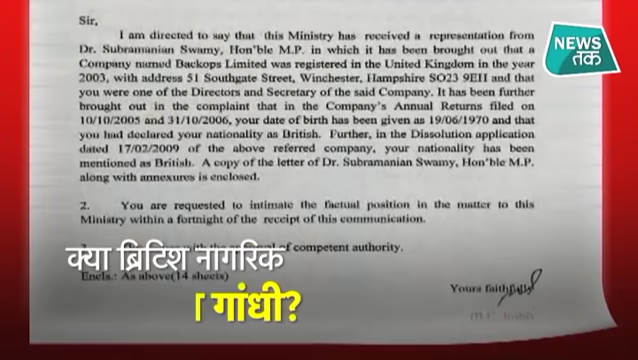 Sir,
I am directed to say that this Ministry has received a representation from
Dr. Subramanian Swamy, Hon'ble M.P. in which it has been brought out that a
Company named Backops Limited was registered in the United Kingdom in the year
2003, with address 51 Southgate Street, Winchester, Hampshire SO23 9EH and that
you were one of the Directors and Secretary of the said Company. It has been further
brought out in the complaint that in the Company's Annual Returns filed on
10/10/2005 and 31/10/2006, your date of birth has been given as 19/06/1970 and that
you had declared your nationality as British. Further, in the Dissolution application
dated 17/02/2009 of the above referred company, your nationality has been
mentioned as British. A copy of the letter of Dr. Subramanian Swamy, Hon'ble M.P.
along with annexures is enclosed.
2. You are requested to intimate the factual position in the matter to this
Ministry within a fortnight of the receipt of this communication.
of competent authority.
Encls.: As above(14 sheets)
Yours faithfully
NEWS
तक
क्या ब्रिटिश नागरिक
गांधी?